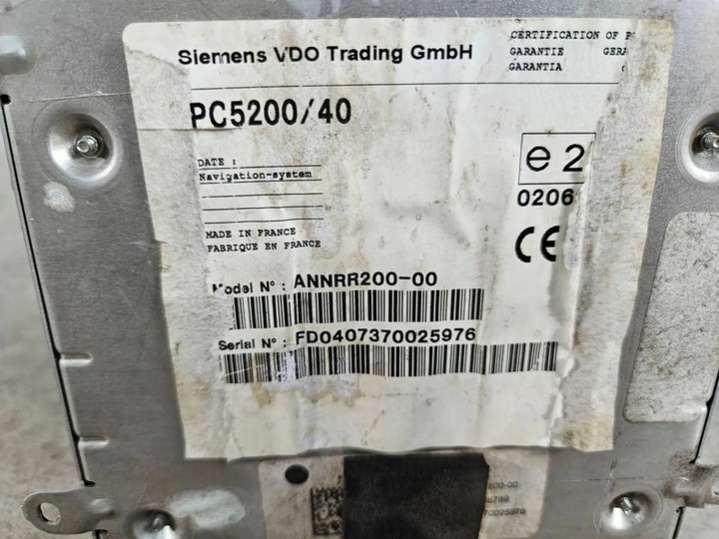 Siemens VDO Trading GmbH
CERTIFICATION OF
GARANTIE
GARANTIA
PC5200/40
DATE :
Navigation-system
e 2
0206
MADE IN FRANCE
FABRIQUE EN FRANCE
CE
Model N° : ANNRR200-00
Serial N° : FD0407370025976